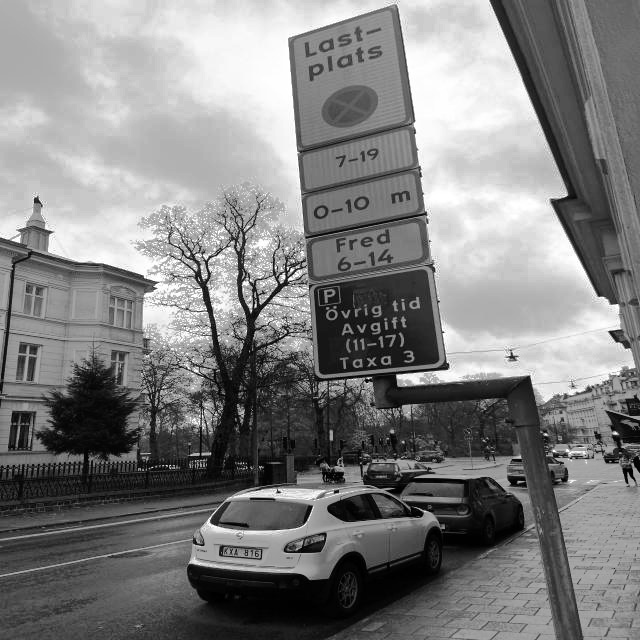 Last-
plats
7-19
0-10 m
Fred
6-14
P
Övrig tid
Avgift
(11-17)
Taxa 3
KXA 816